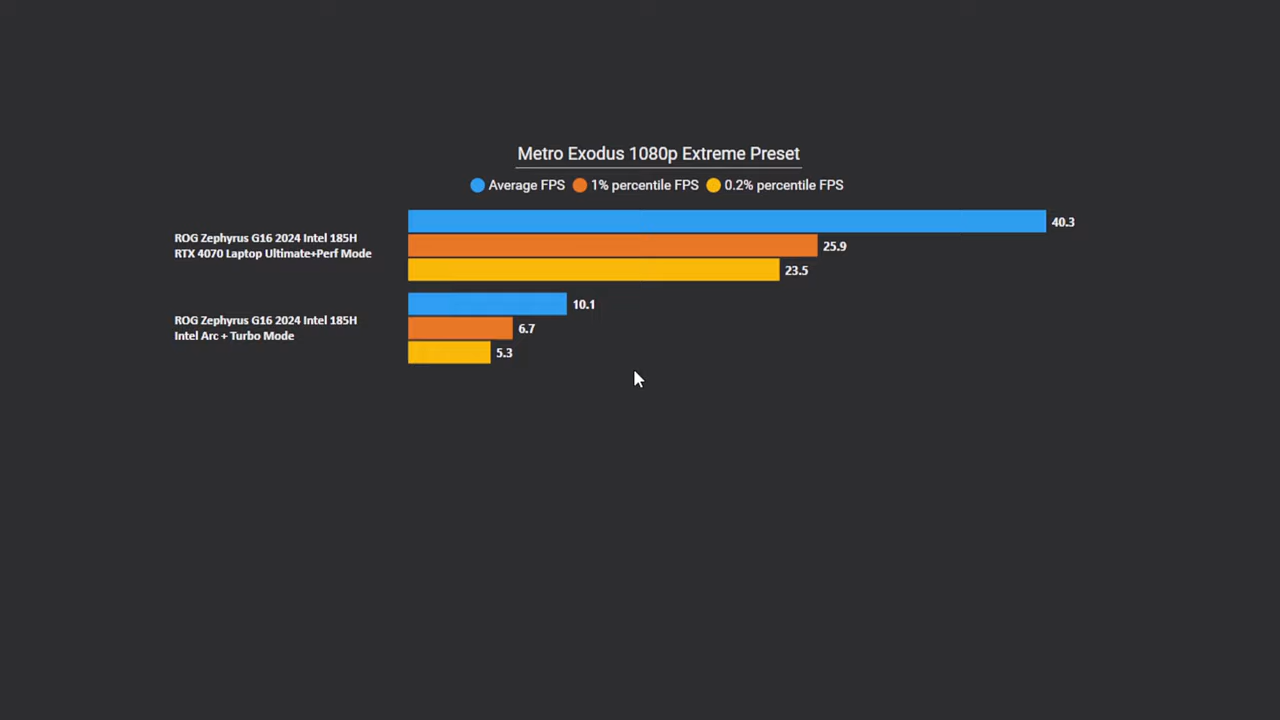 Metro Exodus 1080p Extreme Preset
Average FPS 1% percentile FPS 0.2% percentile FPS
ROG Zephyrus G16 2024 Intel 185H
RTX 4070 Laptop Ultimate+Perf Mode
40.3
25.9
23.5
ROG Zephyrus G16 2024 Intel 185H
Intel Arc + Turbo Mode
10.1
6.7
5.3